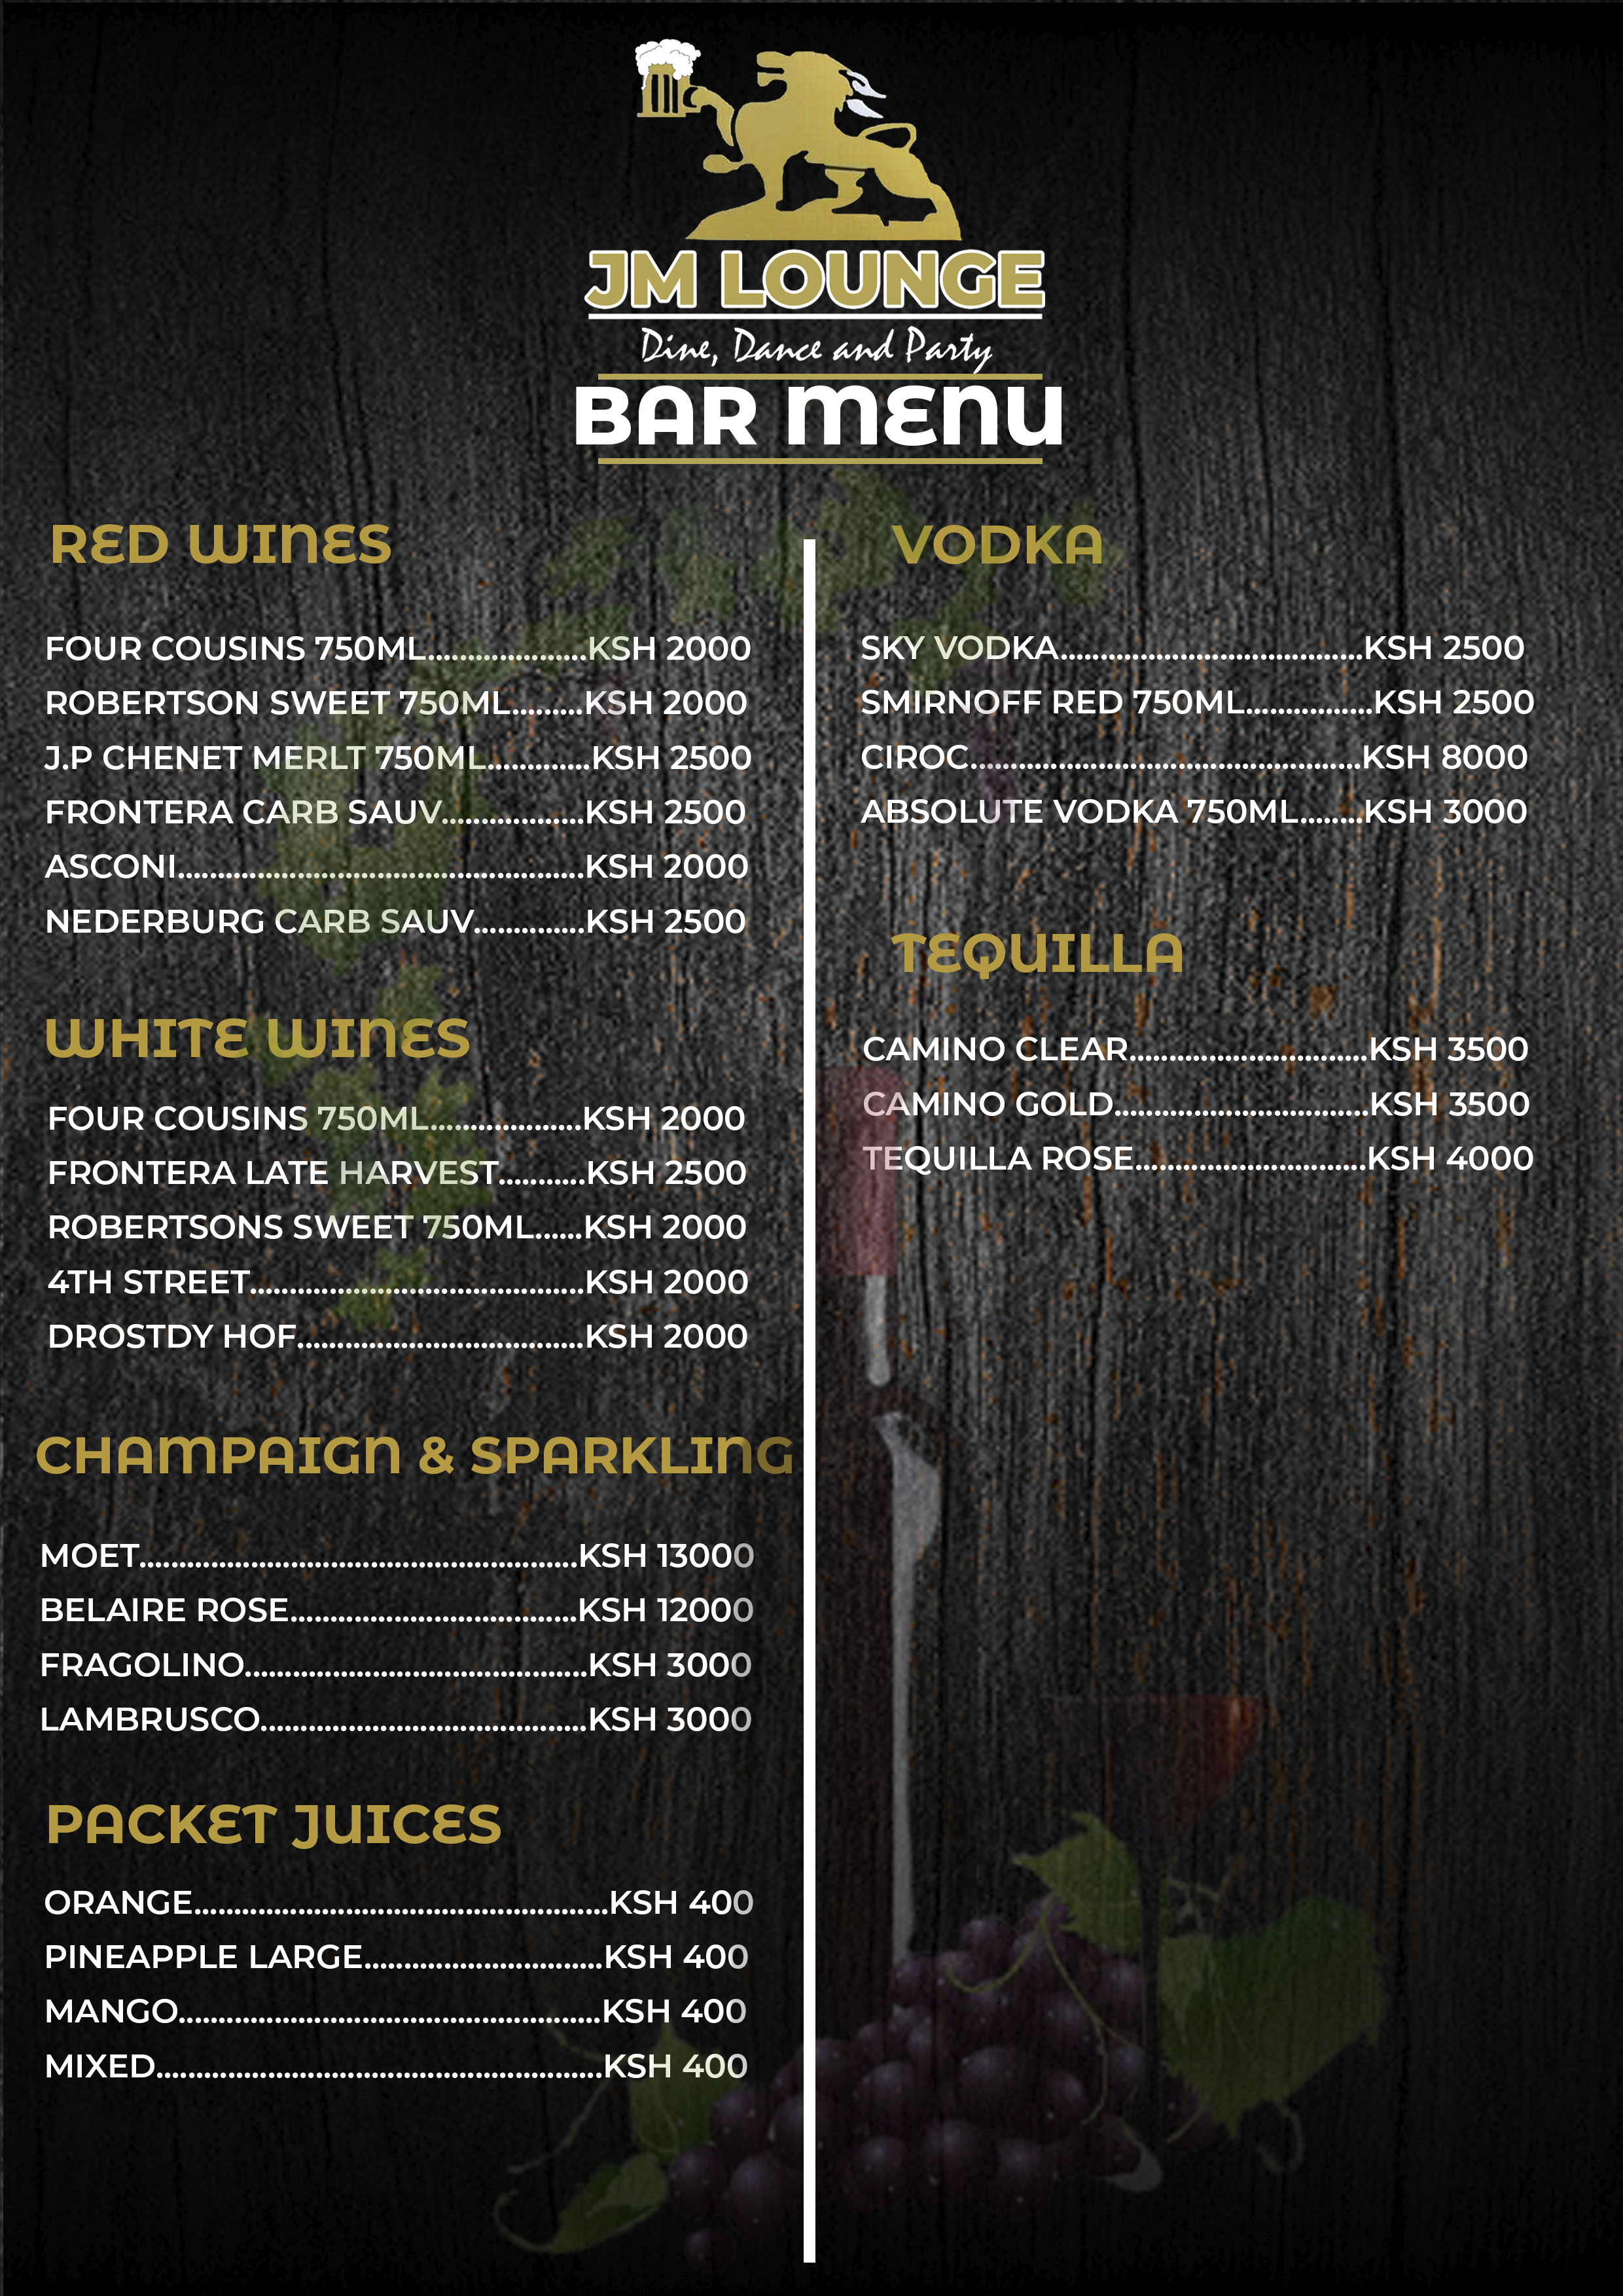 JM LOUNGE
Dine, Dance and Party
BAR MENU
RED WINES
FOUR COUSINS 750ML....................KSH 2000
ROBERTSON SWEET 750ML.........KSH 2000
J.P CHENET MERLT 750ML.............KSH 2500
FRONTERA CARB SAUV..................KSH 2500
ASCONI...................................................KSH 2000
NEDERBURG CARB SAUV..............KSH 2500
WHITE WINES
FOUR COUSINS 750ML...................KSH 2000
FRONTERA LATE HARVEST...........KSH 2500
ROBERTSONS SWEET 750ML......KSH 2000
4TH STREET..........................................KSH 2000
DROSTDY HOF....................................KSH 2000
CHAMPAIGN & SPARKLING
MOET.......................................................KSH 13000
BELAIRE ROSE....................................KSH 12000
FRAGOLINO...........................................KSH 3000
LAMBRUSCO.........................................KSH 3000
PACKET JUICES
ORANGE....................................................KSH 400
PINEAPPLE LARGE..............................KSH 400
MANGO.....................................................KSH 400
MIXED........................................................KSH 400
VODKA
SKY VODKA......................................KSH 2500
SMIRNOFF RED 750ML................KSH 2500
CIROC.................................................KSH 8000
ABSOLUTE VODKA 750ML........KSH 3000
TEQUILLA
CAMINO CLEAR..............................KSH 3500
CAMINO GOLD................................KSH 3500
TEQUILLA ROSE.............................KSH 4000